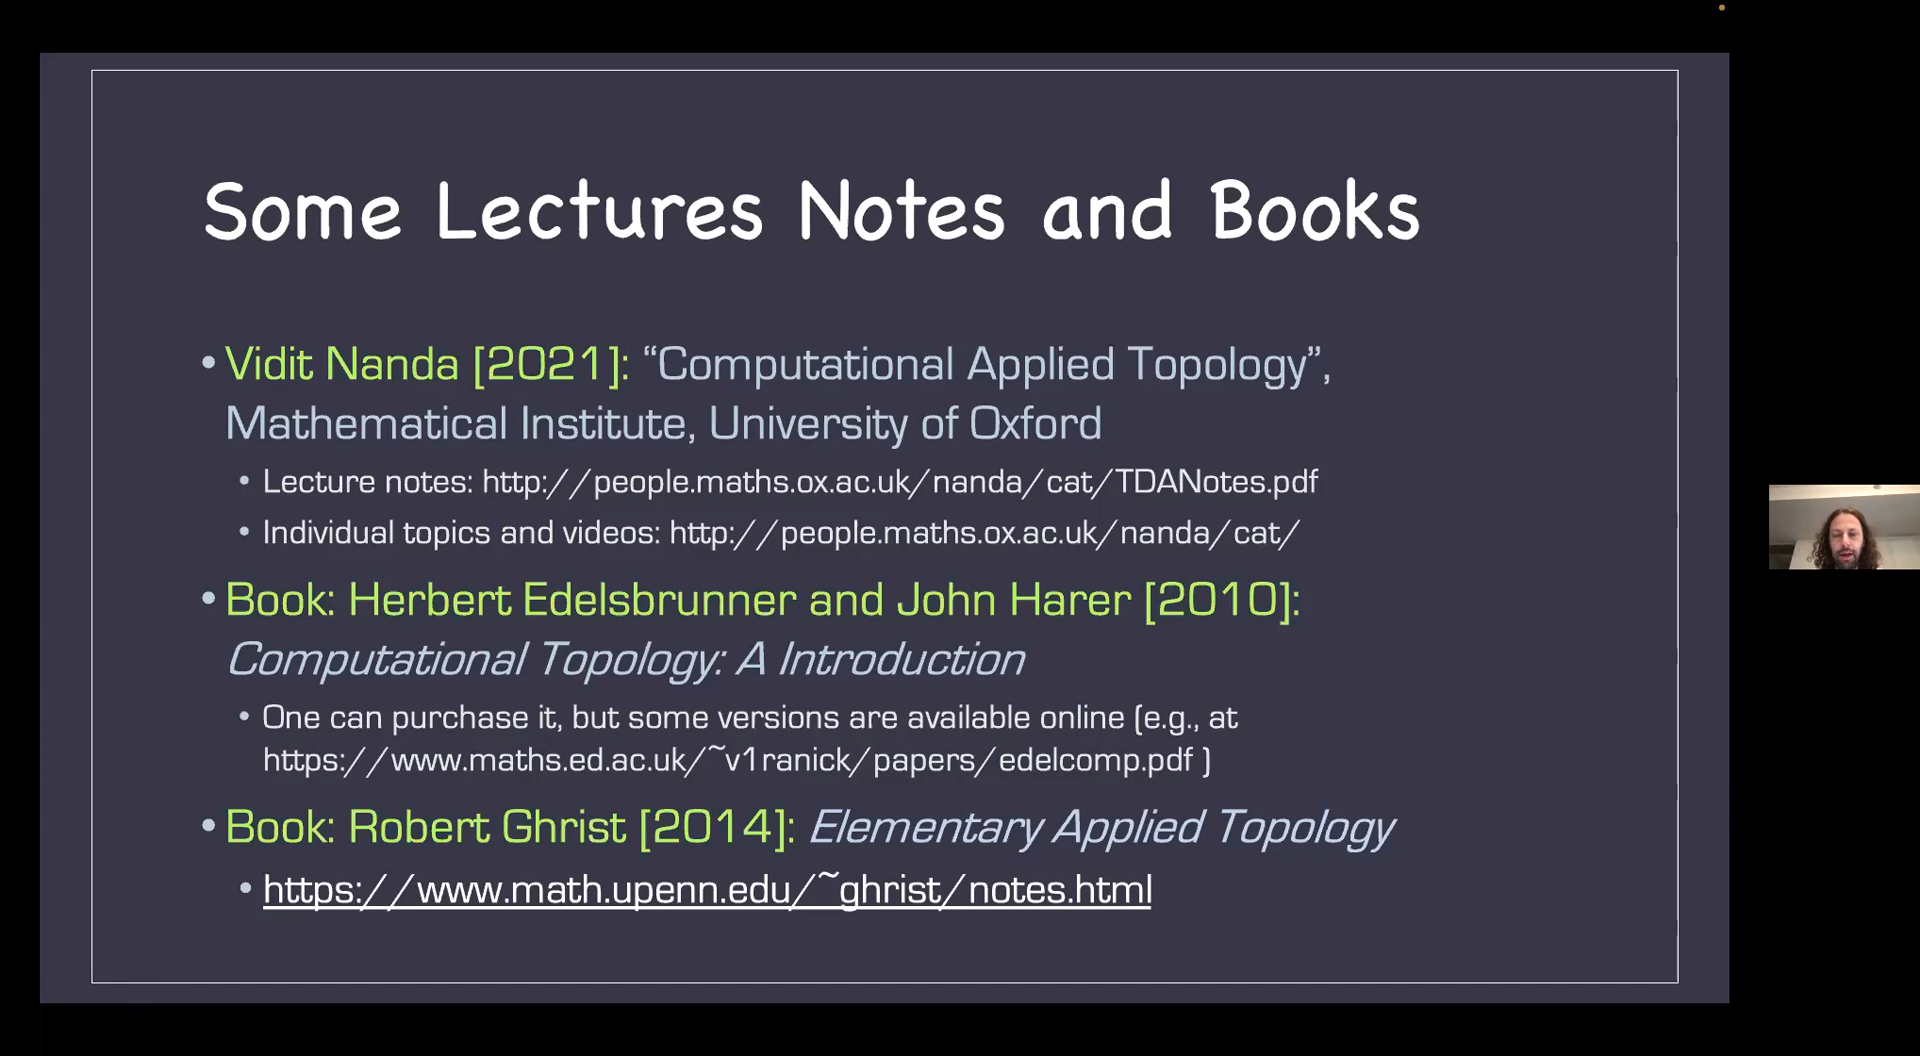 Some Lectures Notes and Books
• Vidit Nanda [2021]: “Computational Applied Topology”,
Mathematical Institute, University of Oxford
• Lecture notes: http://people.maths.ox.ac.uk/nanda/cat/TDANotes.pdf
• Individual topics and videos: http://people.maths.ox.ac.uk/nanda/cat/
• Book: Herbert Edelsbrunner and John Harer [2010]:
Computational Topology: A Introduction
• One can purchase it, but some versions are available online (e.g., at
https://www.maths.ed.ac.uk/~v1ranick/papers/edelcomp.pdf )
• Book: Robert Ghrist [2014]: Elementary Applied Topology
• https://www.math.upenn.edu/~ghrist/notes.html